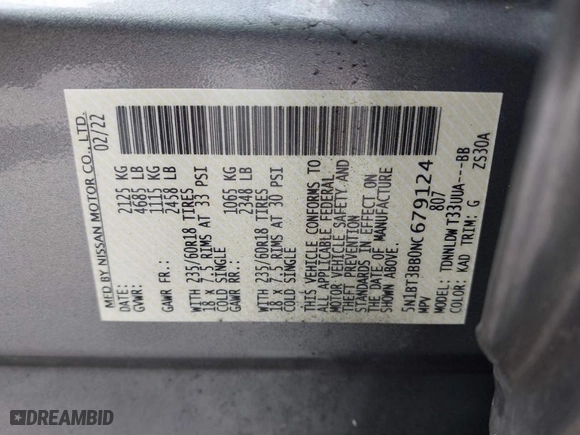 MFD BY NISSAN MOTOR CO.,LTD.
02/22
GVWR: 2125 KG
4685 LB
GAWR FR.: 1115 KG
2458 LB
WITH 235/60R18 TIRES
18 X 7.5 RIMS AT 33 PSI
COLD SINGLE
GAWR RR.: 1065 KG
2348 LB
WITH 235/60R18 TIRES
18 X 7.5 RIMS AT 30 PSI
COLD SINGLE
THIS VEHICLE CONFORMS TO
ALL APPLICABLE FEDERAL
MOTOR VEHICLE SAFETY AND
THEFT PREVENTION
STANDARDS IN EFFECT
ON THE DATE OF MANUFACTURE
SHOWN ABOVE.
5N1BT3BB0NC679124
MPV 807
MODEL: TDNNLDW T33UUA---BB
COLOR: KAD TRIM: G ZS30A
DREAMBID